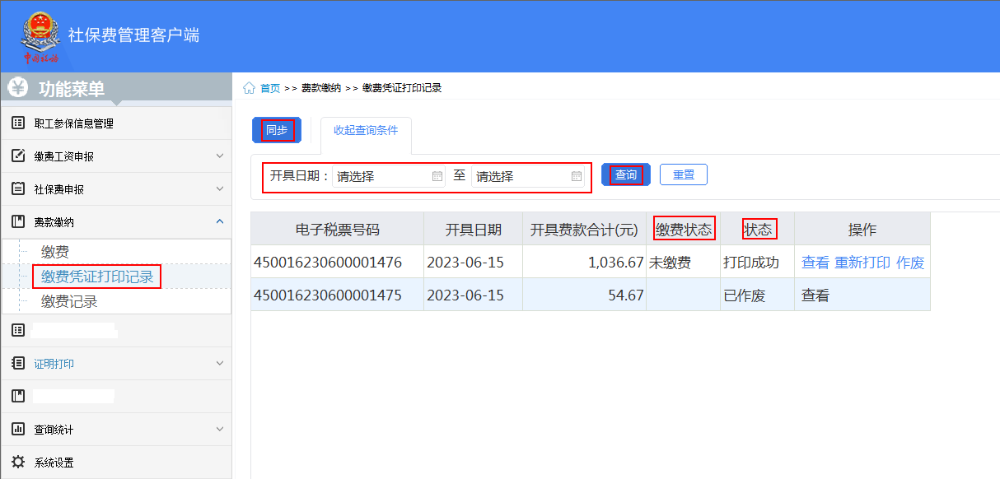 社保费管理客户端
中国税务
功能菜单
职工参保信息管理
缴费工资申报
社保费申报
费款缴纳
缴费
缴费凭证打印记录
缴费记录
证明打印
查询统计
系统设置
首页 >> 费款缴纳 >> 缴费凭证打印记录
同步 收起查询条件
开具日期： 请选择 至 请选择 查询 重置
电子税票号码 开具日期 开具费款合计(元) 缴费状态 状态 操作
450016230600001476 2023-06-15 1,036.67 未缴费 打印成功 查看 重新打印 作废
450016230600001475 2023-06-15 54.67 已作废 查看